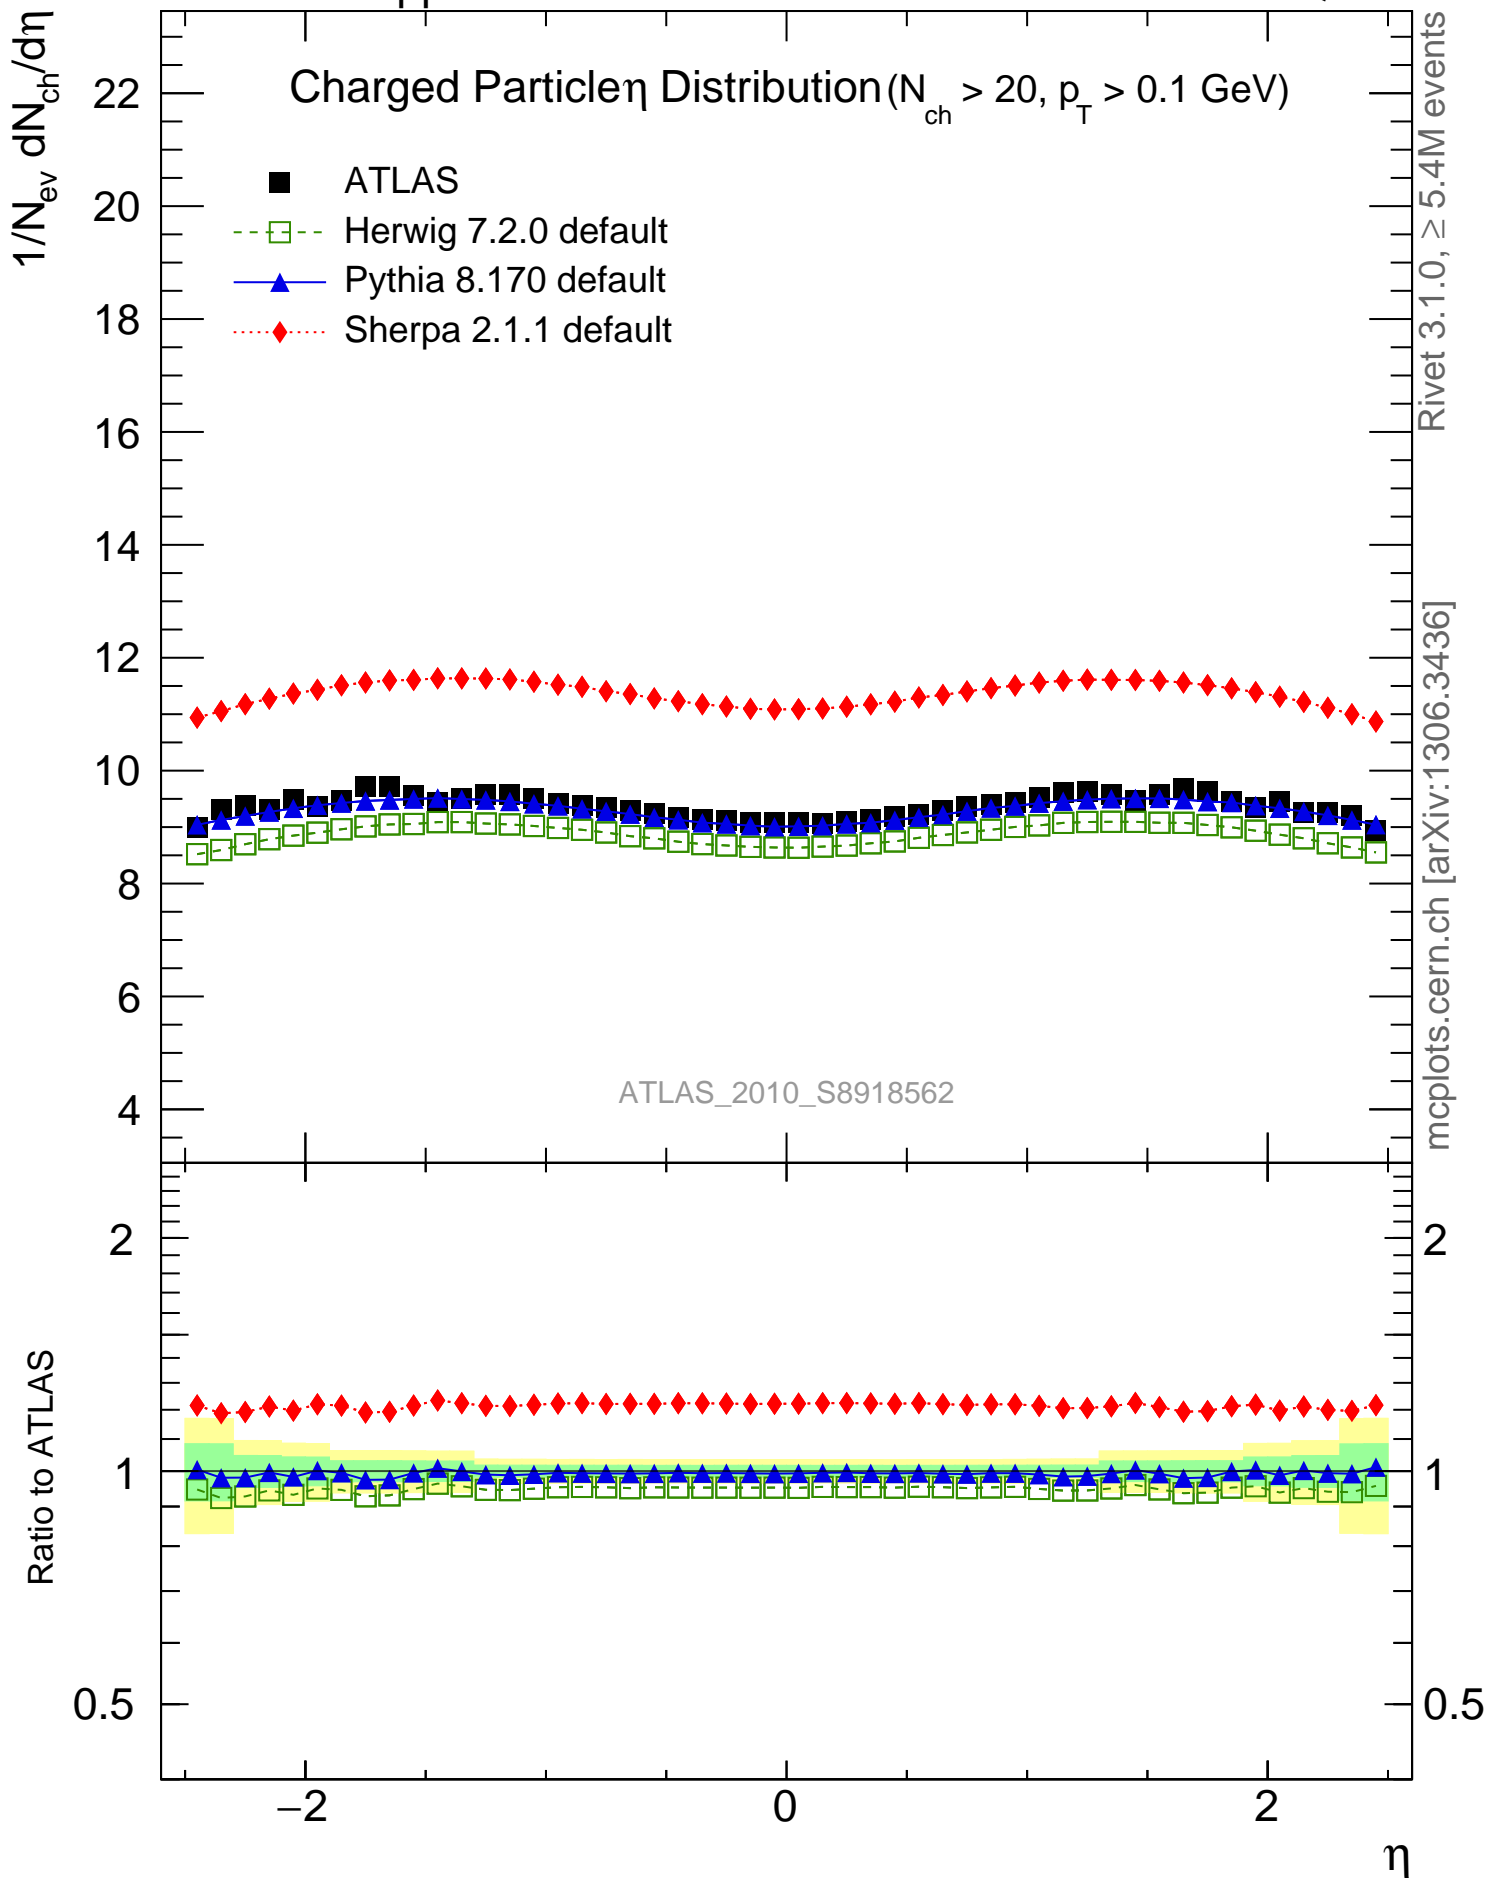 pp
1/N_ev dN_ch/dη
Charged Particle η Distribution (N_ch > 20, p_T > 0.1 GeV)
ATLAS
Herwig 7.2.0 default
Pythia 8.170 default
Sherpa 2.1.1 default
22
20
18
16
14
12
10
8
6
4
ATLAS_2010_S8918562
Rivet 3.1.0, ≥ 5.4M events
mcplots.cern.ch [arXiv:1306.3436]
Ratio to ATLAS
2
1
0.5
2
1
0.5
−2
0
2
η